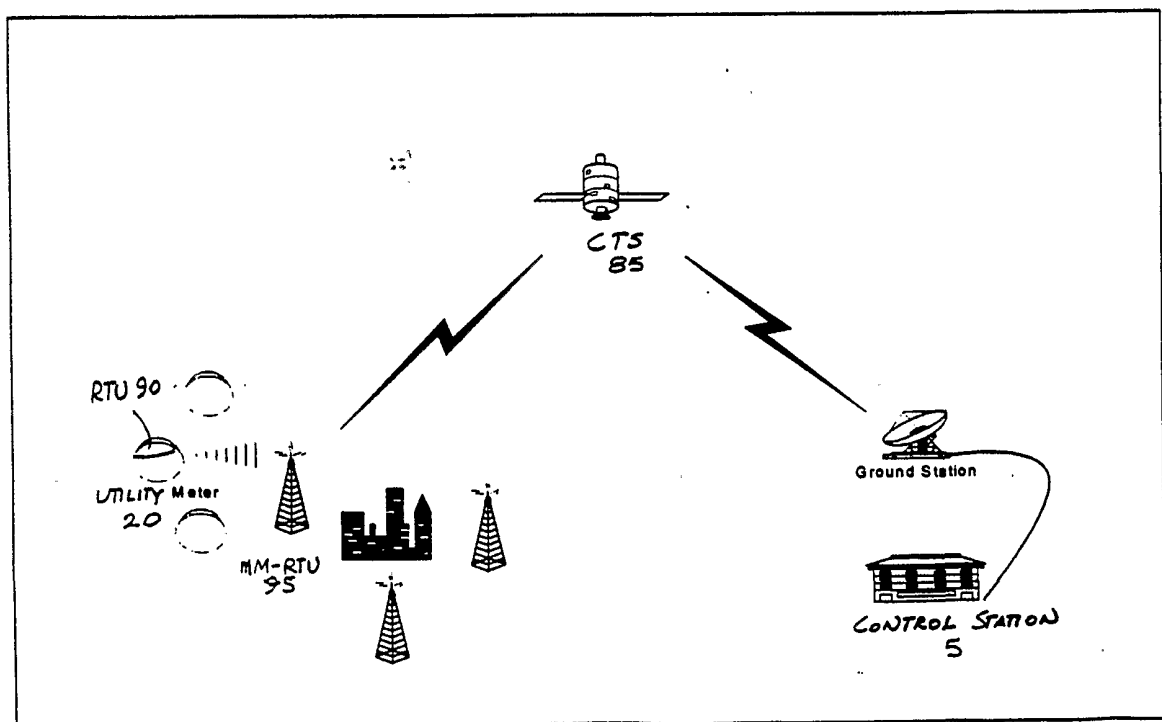 CTS
85
RTU 90
UTILITY Meter
20
MM-RTU
95
Ground Station
CONTROL STATION
5